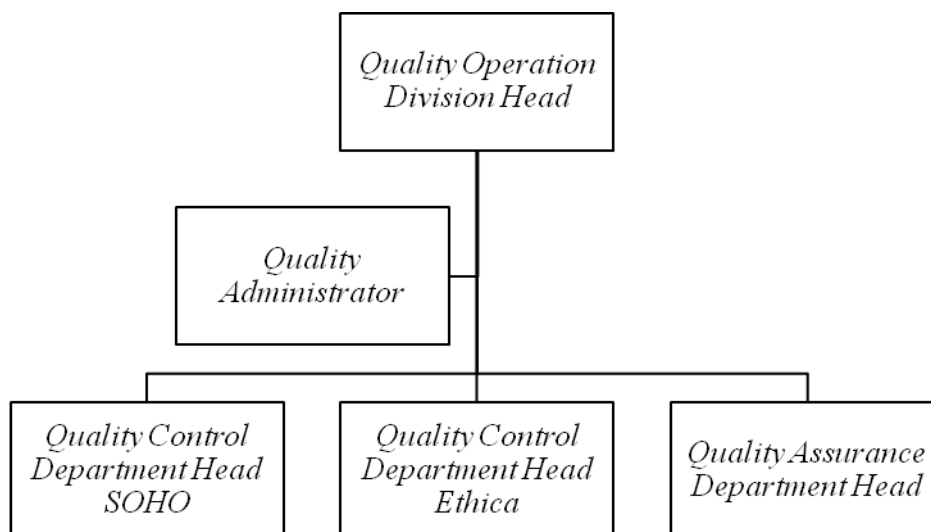 Quality Operation
Division Head
Quality
Administrator
Quality Control
Department Head
SOHO
Quality Control
Department Head
Ethica
Quality Assurance
Department Head